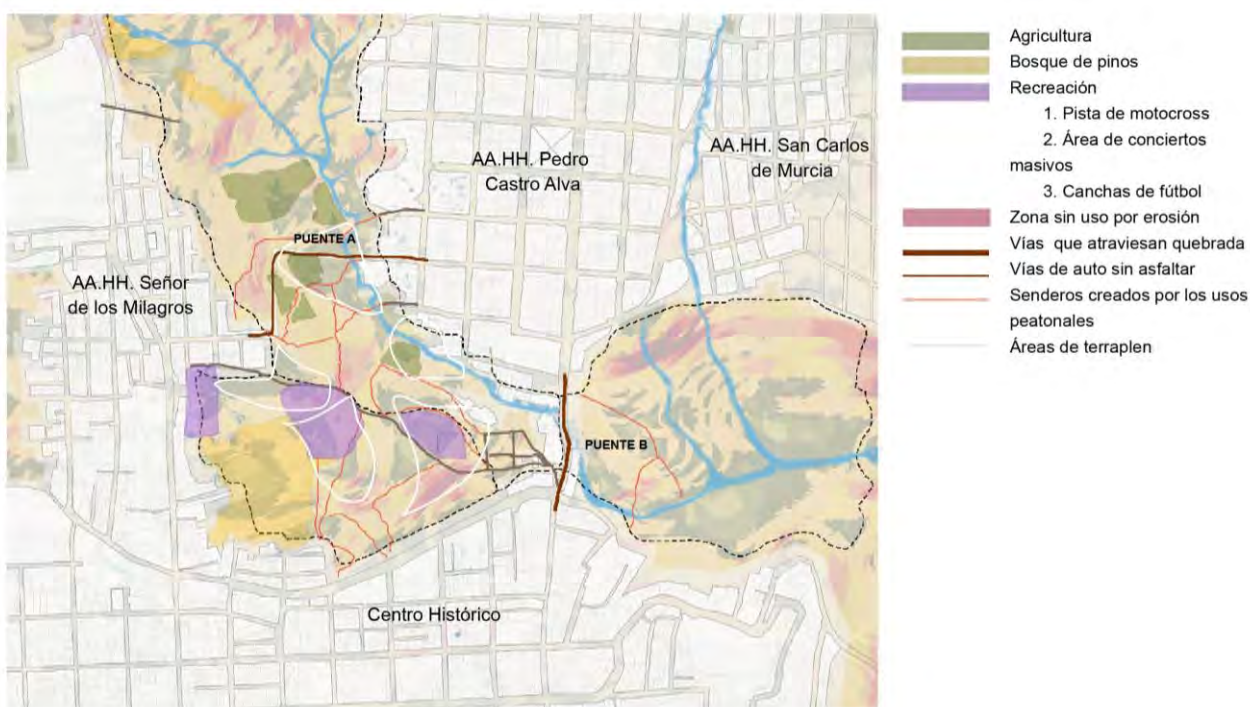 AA.HH. Pedro
Castro Alva
AA.HH. San Carlos
de Murcia
PUENTE A
AA.HH. Señor
de los Milagros
PUENTE B
Centro Histórico
Agricultura
Bosque de pinos
Recreación
1. Pista de motocross
2. Área de conciertos
masivos
3. Canchas de fútbol
Zona sin uso por erosión
Vías que atraviesan quebrada
Vías de auto sin asfaltar
Senderos creados por los usos
peatonales
Áreas de terraplen